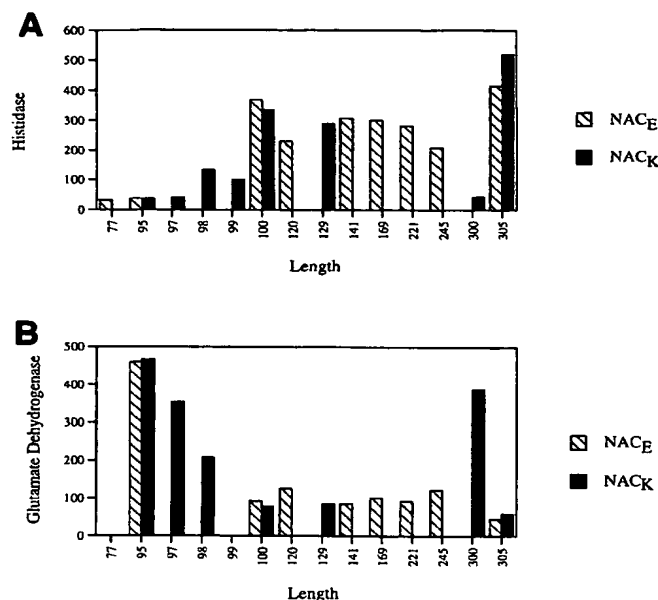 A
600
500
400
300
200
100
0
Histidase
77 95 97 98 99 100 120 129 141 169 221 245 300 305
Length
NACE
NACK
B
500
400
300
200
100
0
Glutamate Dehydrogenase
77 95 97 98 99 100 120 129 141 169 221 245 300 305
Length
NACE
NACK